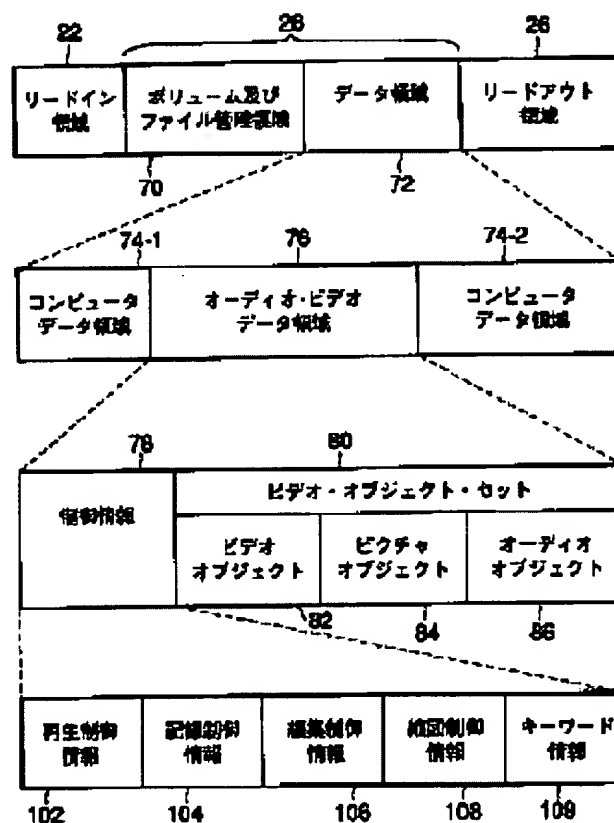 22 28 26
リードイン
領域
ボリューム及び
ファイル管理領域
データ領域
リードアウト
領域
70 72
74-1 76 74-2
コンピュータ
データ領域
オーディオ・ビデオ
データ領域
コンピュータ
データ領域
78 80
制御情報
ビデオ・オブジェクト・セット
ビデオ
オブジェクト
ピクチャ
オブジェクト
オーディオ
オブジェクト
82 84 86
再生制御
情報
記録制御
情報
編集制御
情報
縮図制御
情報
キーワード
情報
102 104 106 108 109